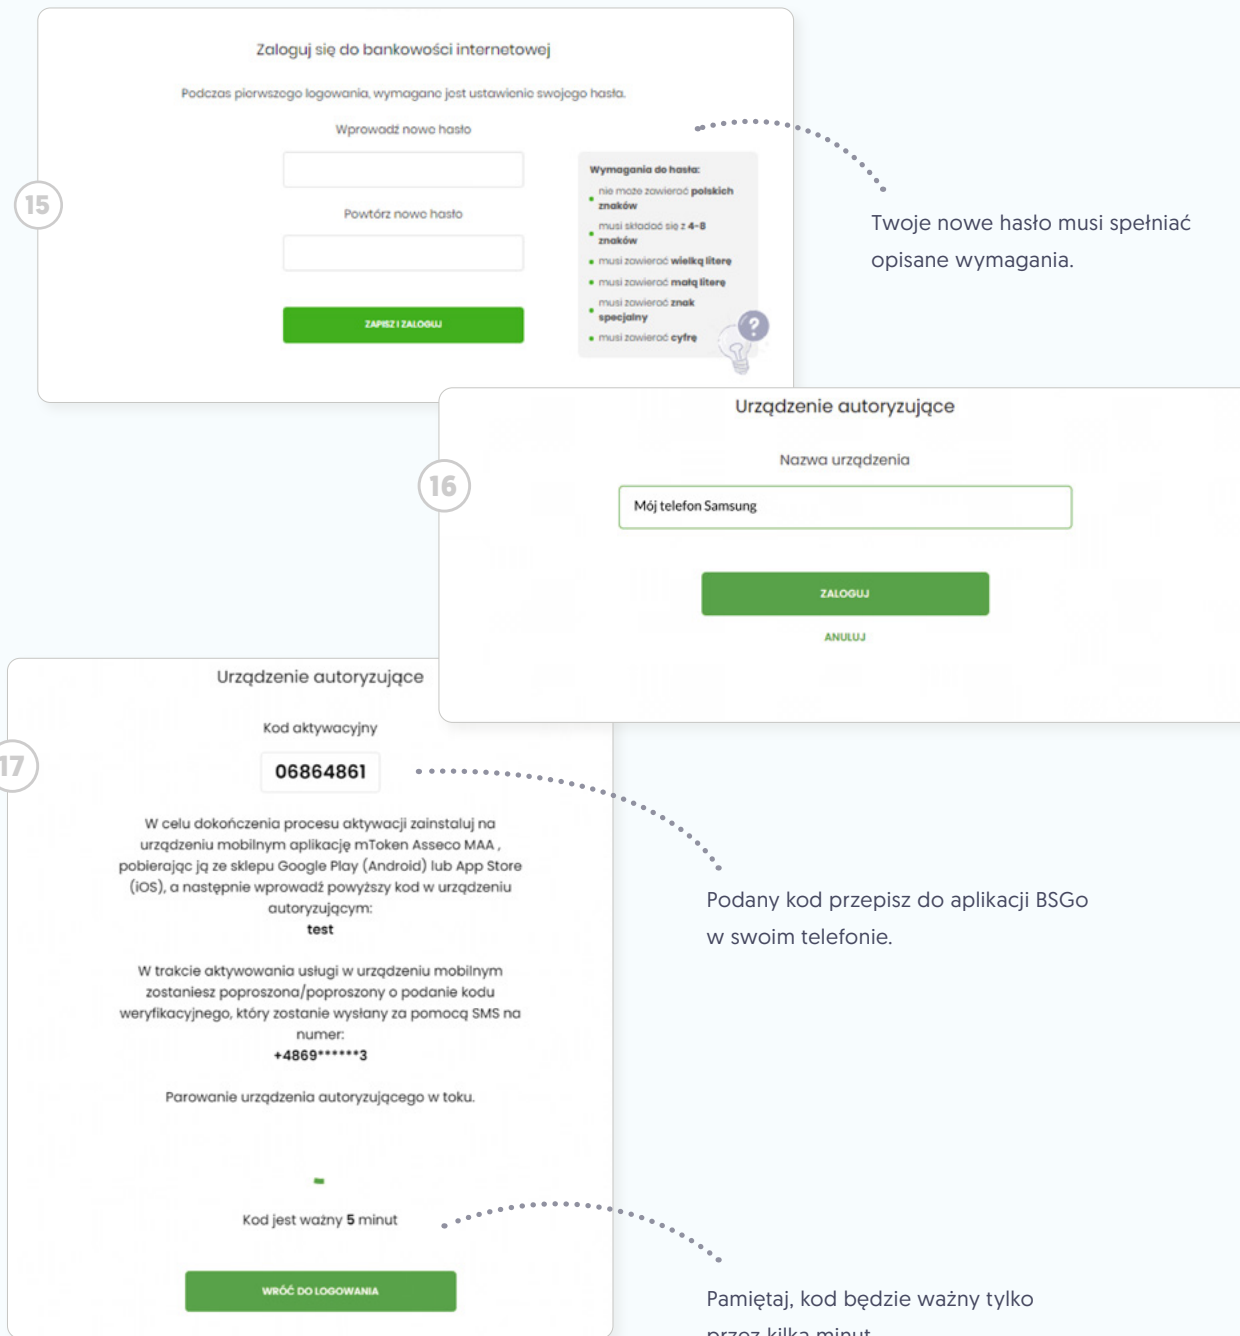 Zaloguj się do bankowości internetowej
Podczas pierwszego logowania, wymagane jest ustawienie swojego hasła.
Wprowadź nowe hasło
Powtórz nowe hasło
ZAPISZ I ZALOGUJ
Wymagania do hasła:
nie może zawierać polskich
znaków
musi składać się z 4-8
znaków
musi zawierać wielką literę
musi zawierać małą literę
musi zawierać znak
specjalny
musi zawierać cyfrę
?
15
Twoje nowe hasło musi spełniać
opisane wymagania.
Urządzenie autoryzujące
Nazwa urządzenia
16
Mój telefon Samsung
ZALOGUJ
ANULUJ
Urządzenie autoryzujące
Kod aktywacyjny
17
06864861
W celu dokończenia procesu aktywacji zainstaluj na
urządzeniu mobilnym aplikację mToken Asseco MAA ,
pobierając ją ze sklepu Google Play (Android) lub App Store
(iOS), a następnie wprowadź powyższy kod w urządzeniu
autoryzującym:
test
W trakcie aktywowania usługi w urządzeniu mobilnym
zostaniesz poproszona/poproszony o podanie kodu
weryfikacyjnego, który zostanie wysłany za pomocą SMS na
numer:
+4869******3
Parowanie urządzenia autoryzującego w toku.
Kod jest ważny 5 minut
WRÓĆ DO LOGOWANIA
Podany kod przepisz do aplikacji BSGo
w swoim telefonie.
Pamiętaj, kod będzie ważny tylko
przez kilka minut